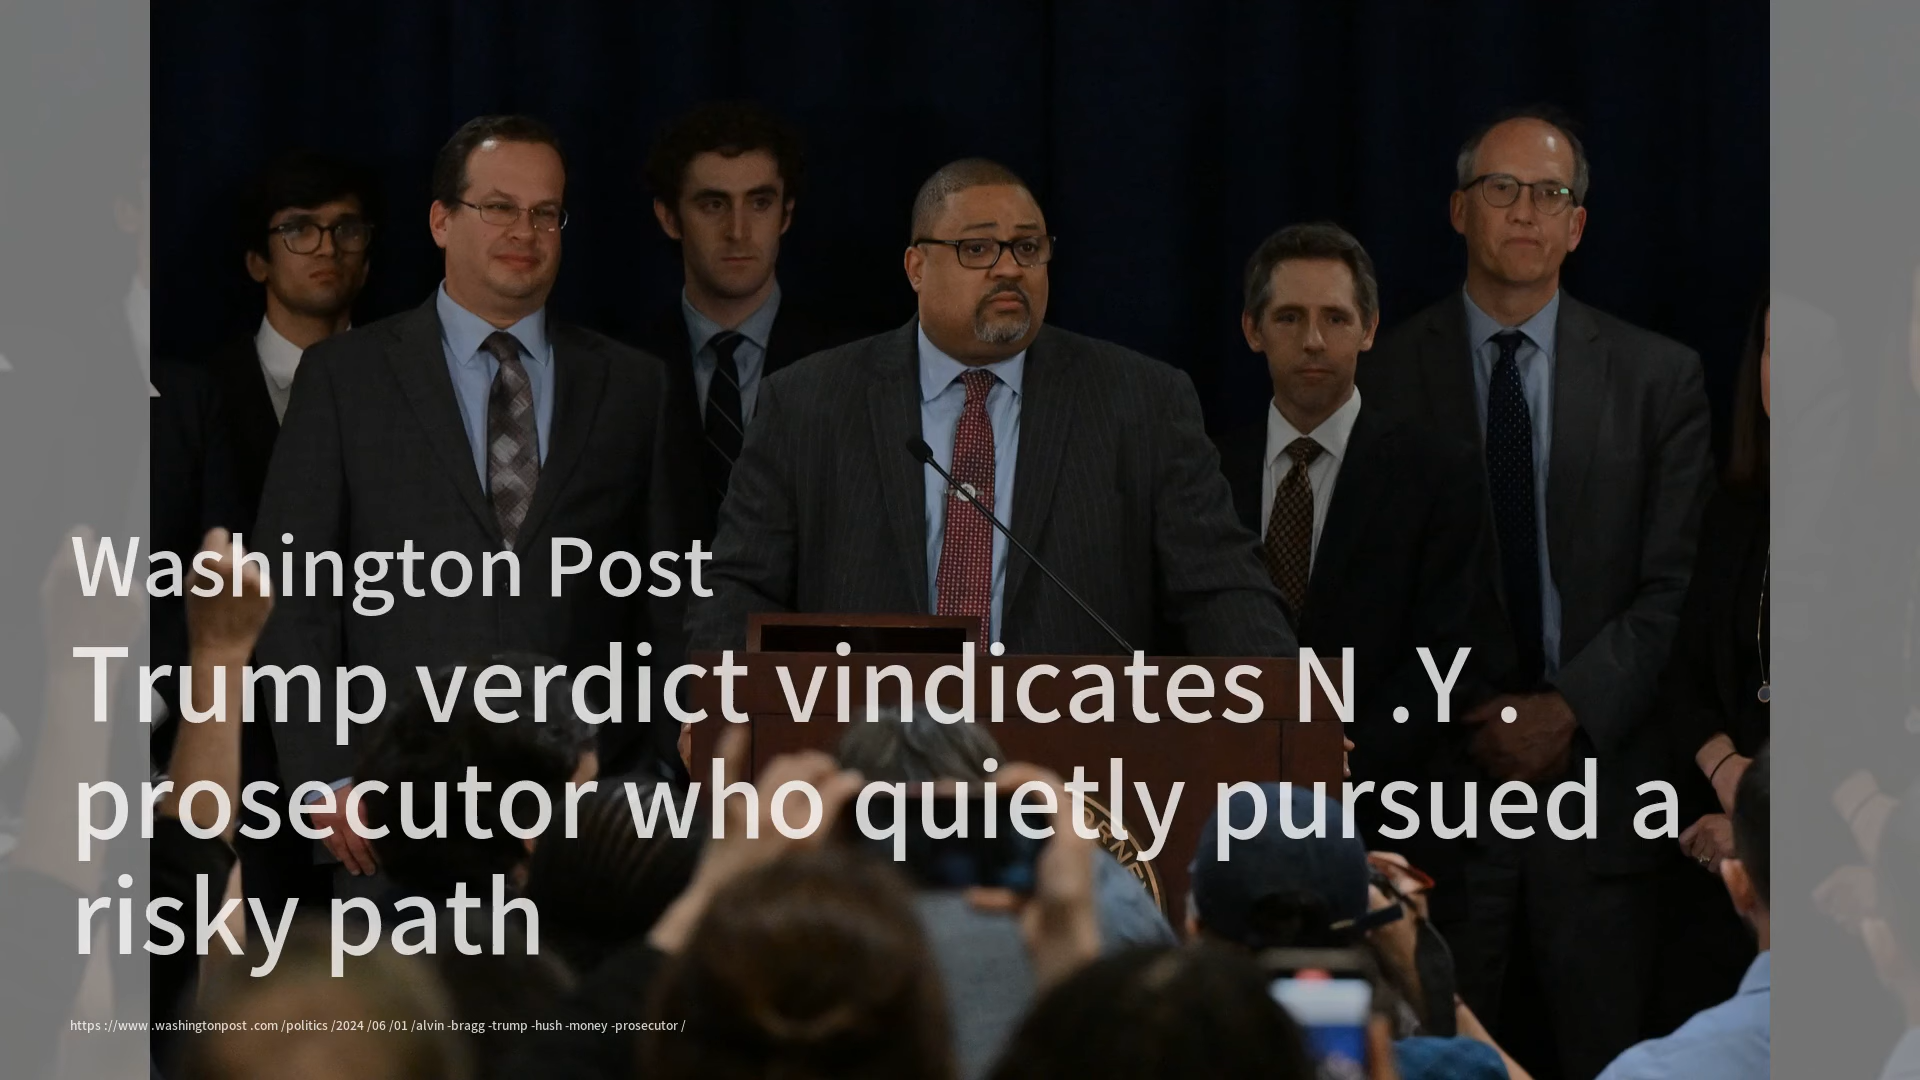 Washington Post
Trump verdict vindicates N .Y .
prosecutor who quietly pursued a
risky path
https ://www .washingtonpost .com /politics /2024 /06 /01 /alvin -bragg -trump -hush -money -prosecutor /